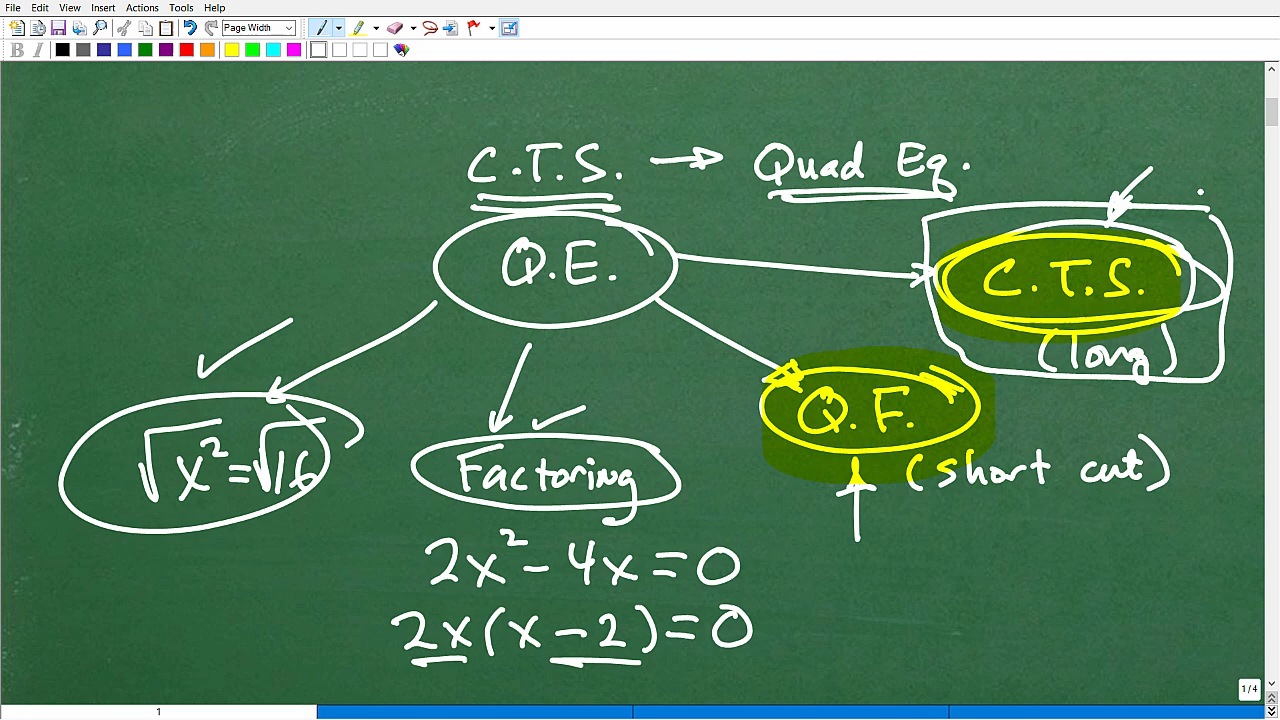 File Edit View Insert Actions Tools Help
Page Width
B I
C.T.S. → Quad Eq.
Q.E.
C.T.S.
(long)
√x² = √16
Factoring
Q.F.
(short cut)
2x² - 4x = 0
2x(x - 2) = 0
1/4
1